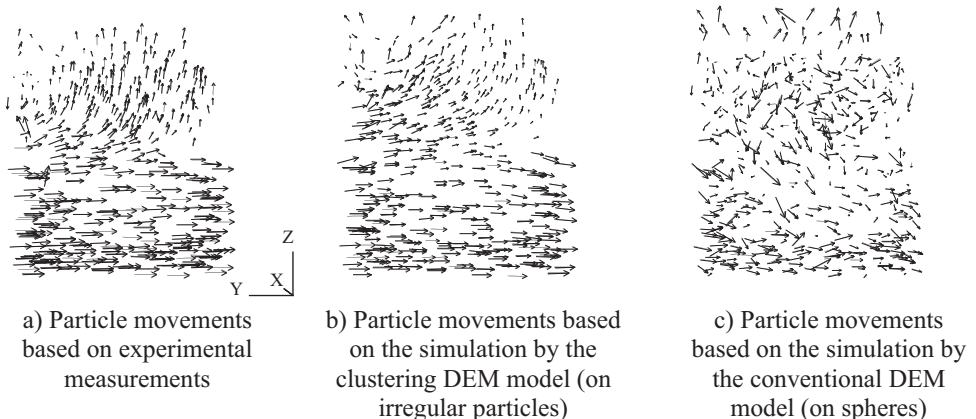 Z
X
Y
a) Particle movements
based on experimental
measurements
b) Particle movements based
on the simulation by the
clustering DEM model (on
irregular particles)
c) Particle movements
based on the simulation by
the conventional DEM
model (on spheres)